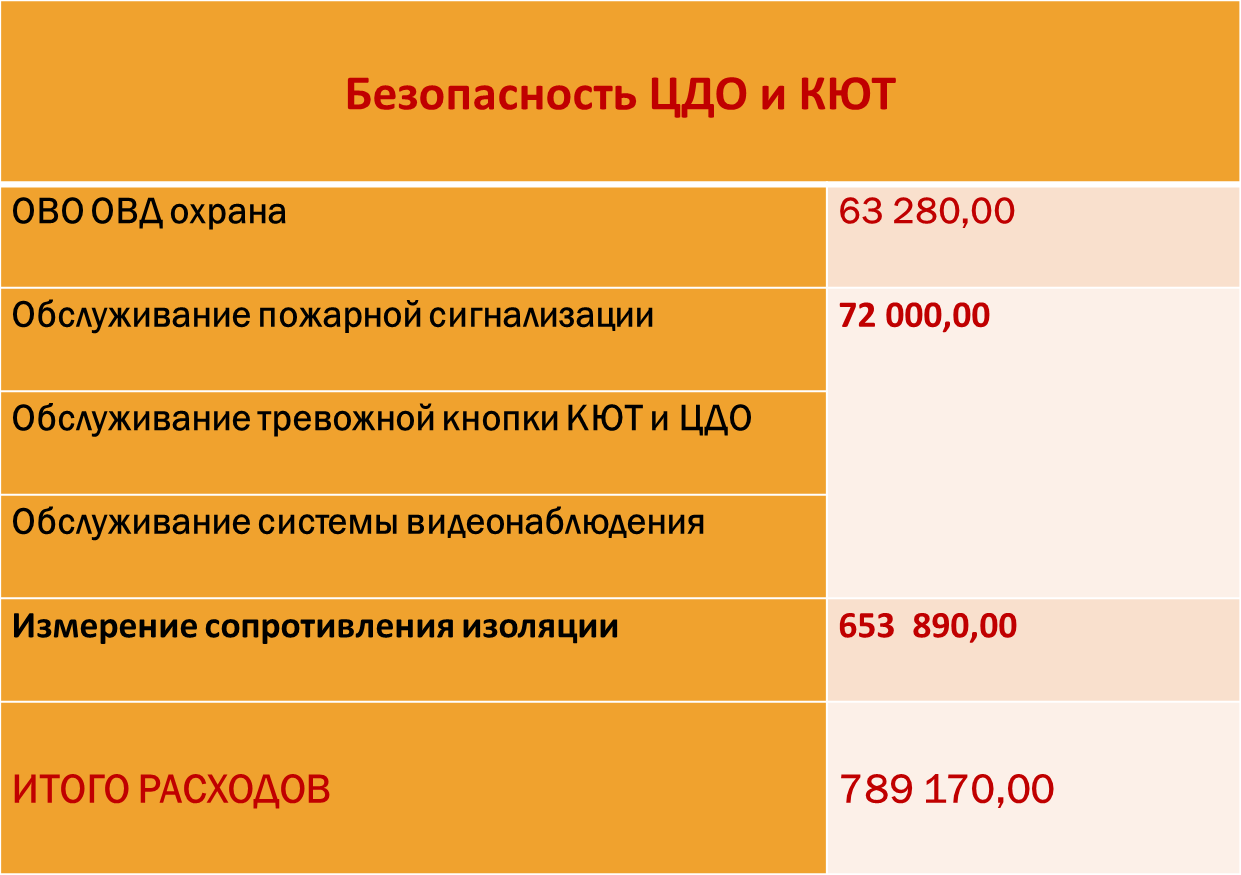 Безопасность ЦДО и КЮТ
ОВО ОВД охрана
63 280,00
Обслуживание пожарной сигнализации
72 000,00
Обслуживание тревожной кнопки КЮТ и ЦДО
Обслуживание системы видеонаблюдения
Измерение сопротивления изоляции
653  890,00
ИТОГО РАСХОДОВ
789 170,00